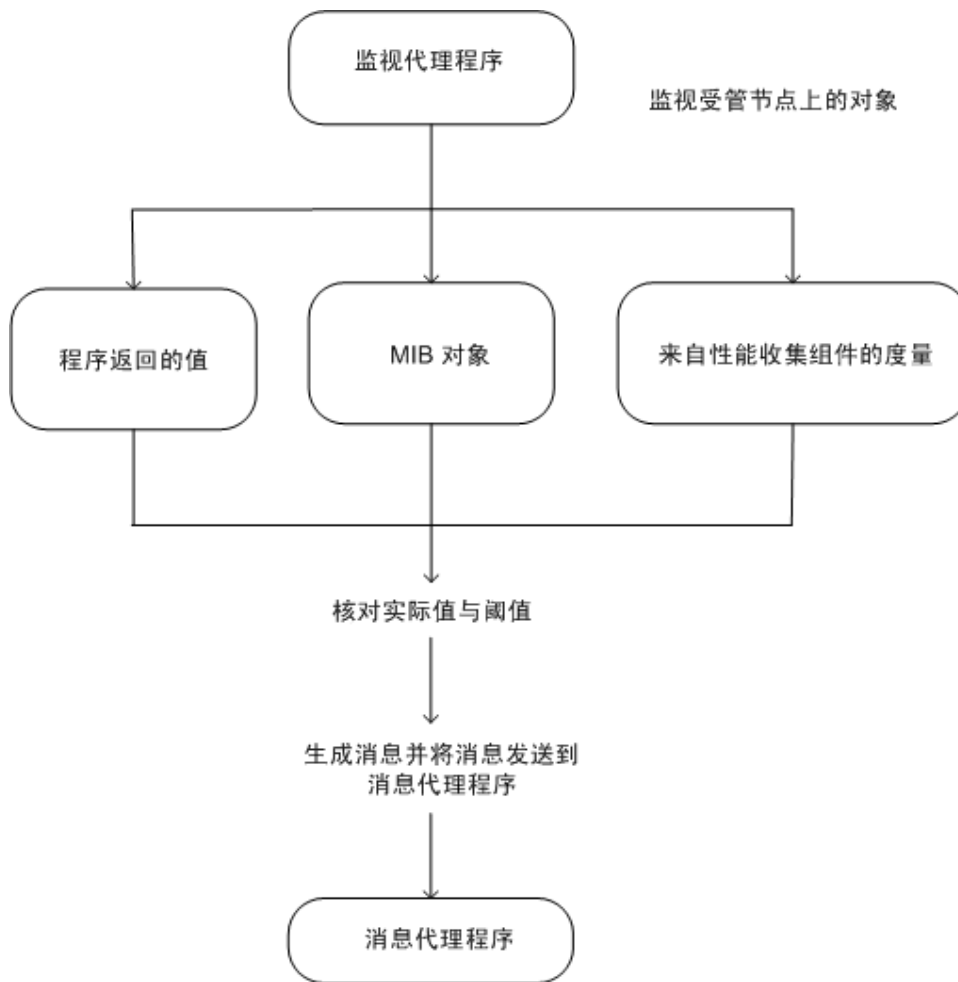 监视代理程序
监视受管节点上的对象
程序返回的值
MIB 对象
来自性能收集组件的度量
核对实际值与阈值
生成消息并将消息发送到
消息代理程序
消息代理程序